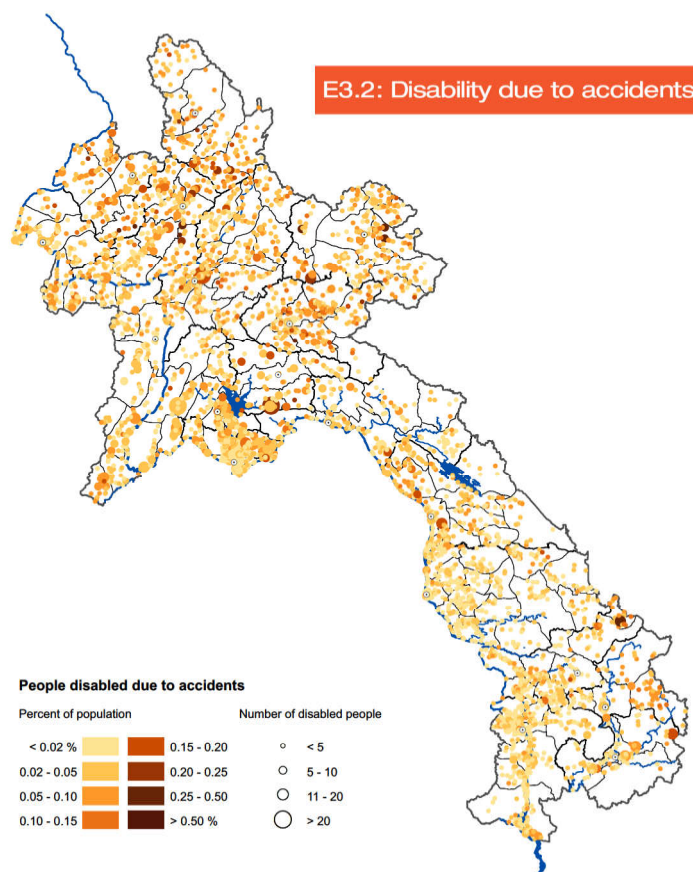 E3.2: Disability due to accidents
People disabled due to accidents
Percent of population
Number of disabled people
< 0.02 %
0.15 - 0.20
< 5
0.02 - 0.05
0.20 - 0.25
5 - 10
0.05 - 0.10
0.25 - 0.50
11 - 20
0.10 - 0.15
> 0.50 %
> 20